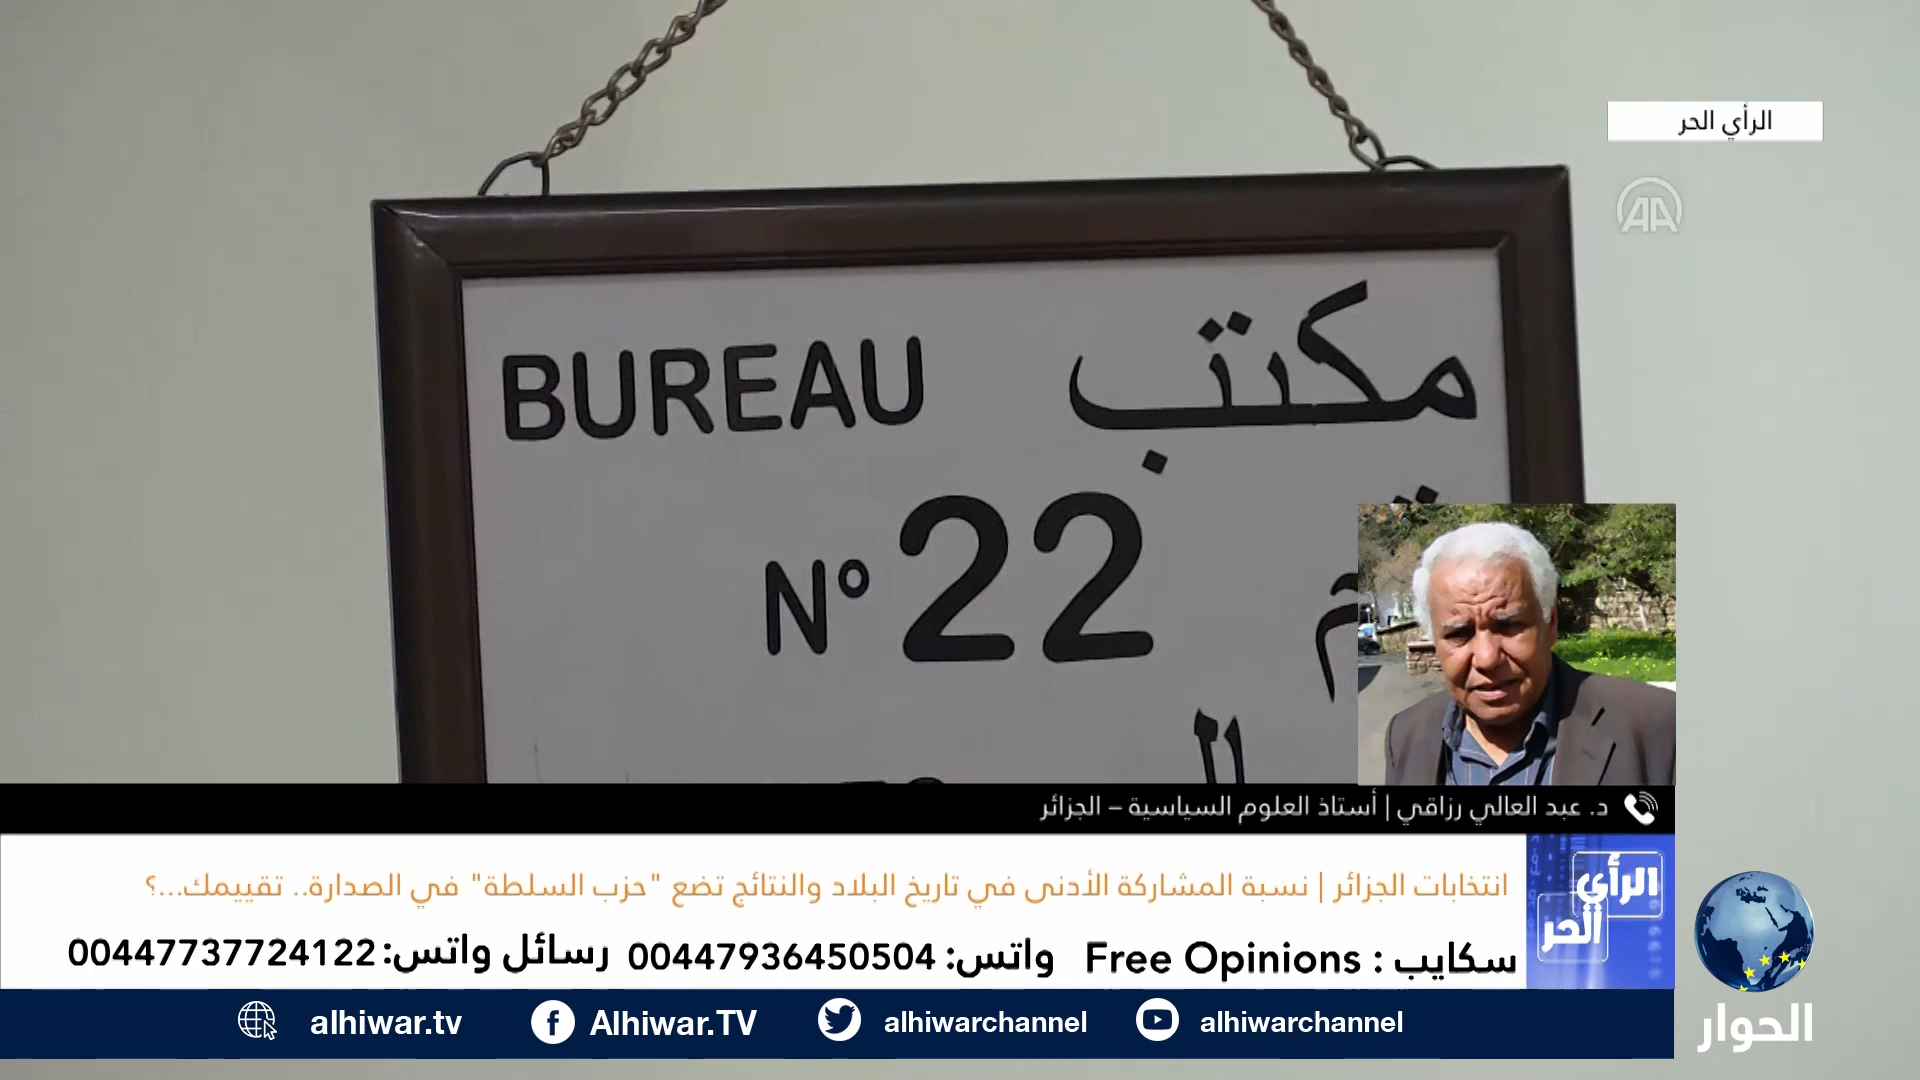 الرأي الحر
AA
BUREAU مكتب
N° 22
د. عبد العالي رزاقي | أستاذ العلوم السياسية – الجزائر
انتخابات الجزائر | نسبة المشاركة الأدنى في تاريخ البلاد والنتائج تضع "حزب السلطة" في الصدارة.. تقييمك...؟
الرأي
الحر
سكايب : Free Opinions واتس: 00447936450504 رسائل واتس: 00447737724122
alhiwar.tv Alhiwar.TV alhiwarchannel alhiwarchannel
الحوار